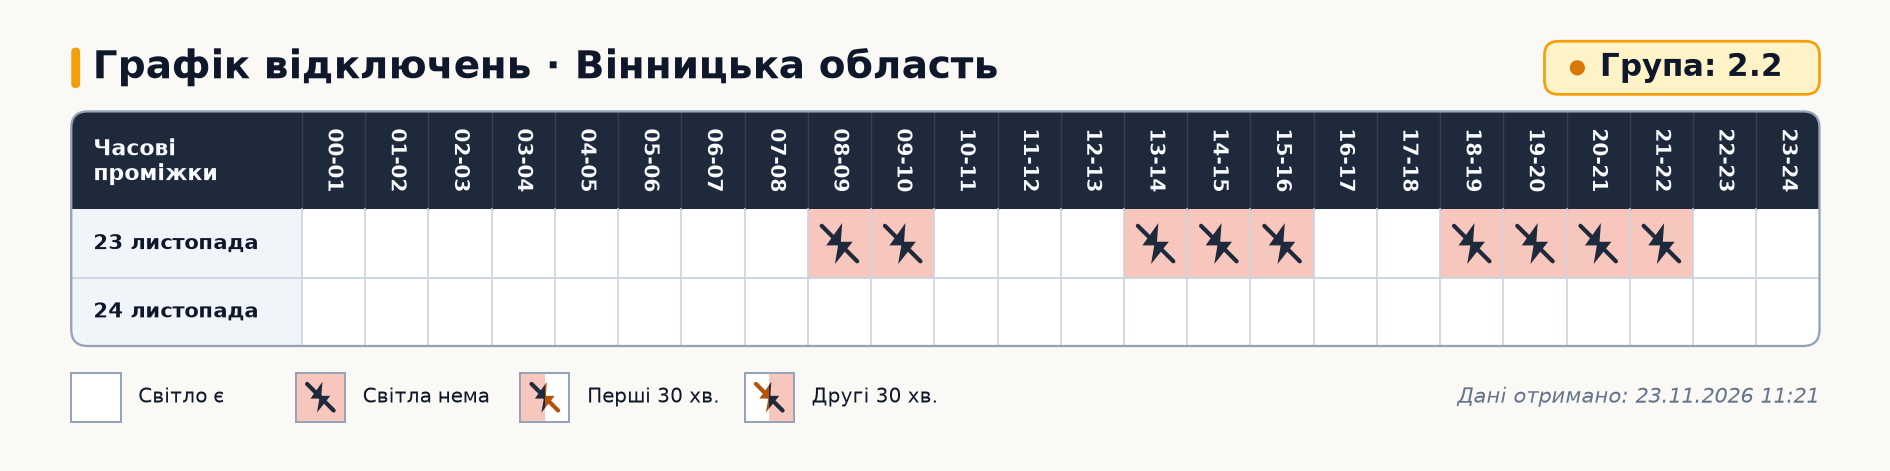 Графік відключень · Вінницька область
Група: 2.2
Часові
проміжки
00-01
01-02
02-03
03-04
04-05
05-06
06-07
07-08
08-09
09-10
10-11
11-12
12-13
13-14
14-15
15-16
16-17
17-18
18-19
19-20
20-21
21-22
22-23
23-24
23 листопада
24 листопада
Світло є
Світла нема
Перші 30 хв.
Другі 30 хв.
Дані отримано: 23.11.2026 11:21